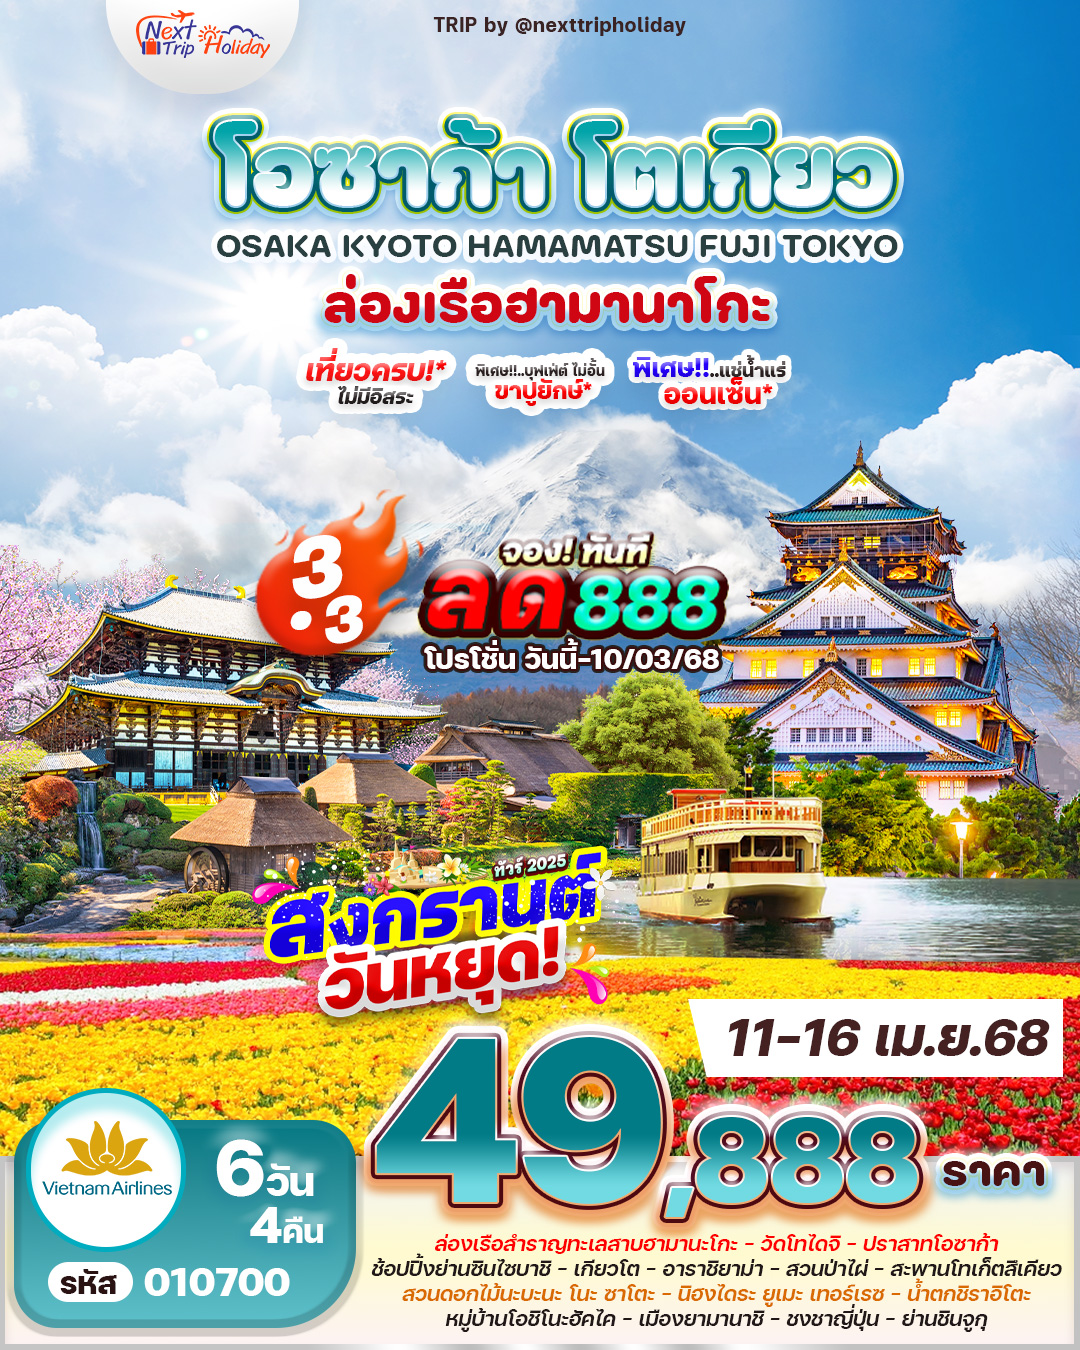 Next Trip Holiday
TRIP by @nexttripholiday
โอซาก้า โตเกียว
OSAKA KYOTO HAMAMATSU FUJI TOKYO
ล่องเรือฮามานาโกะ
เที่ยวครบ!*
ไม่มีอิสระ
พิเศษ!!..บุฟเฟ่ต์ ไม่อั้น
ขาปูยักษ์*
พิเศษ!!..แช่น้ำแร่
ออนเซ็น*
3.3
จอง! ทันที
ลด888
โปรโชั่น วันนี้-10/03/68
ทัวร์ 2025
สงกรานต์
วันหยุด!
11-16 เม.ย.68
49,888 ราคา
Vietnam Airlines
6วัน
4คืน
รหัส 010700
ล่องเรือสำราญทะเลสาบฮามานะโกะ - วัดโทไดจิ - ปราสาทโอซาก้า
ช้อปปิ้งย่านชินไซบาชิ - เกียวโต - อาราชิยาม่า - สวนป่าไผ่ - สะพานโทเก็ตสึเคียว
สวนดอกไม้นะบะนะ โนะ ซาโตะ - นิฮงไดระ ยูเมะ เทอร์เรซ - น้ำตกชิราอิโตะ
หมู่บ้านโอชิโนะฮัคไค - เมืองยามานาชิ - ชงชาญี่ปุ่น - ย่านชินจูกุ